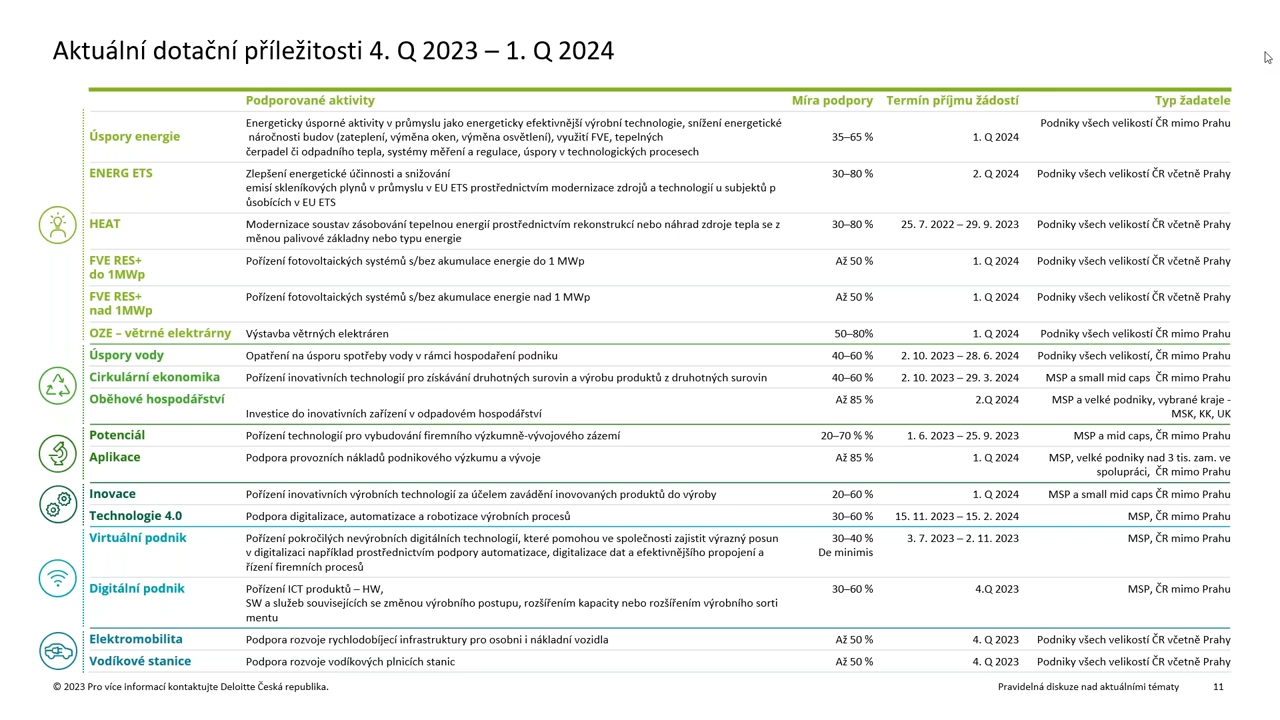 Aktuální dotační příležitosti 4. Q 2023 – 1. Q 2024
Podporované aktivity Míra podpory Termín příjmu žádostí Typ žadatele
Úspory energie
Energeticky úsporné aktivity v průmyslu jako energeticky efektivnější výrobní technologie, snížení energetické
náročnosti budov (zateplení, výměna oken, výměna osvětlení), využití FVE, tepelných
čerpadel či odpadního tepla, systémy měření a regulace, úspory v technologických procesech
35–65 %
1. Q 2024
Podniky všech velikostí ČR mimo Prahu
ENERG ETS
Zlepšení energetické účinnosti a snižování
emisí skleníkových plynů v průmyslu v EU ETS prostřednictvím modernizace zdrojů a technologií u subjektů p
ůsobících v EU ETS
30–80 %
2. Q 2024
Podniky všech velikostí ČR včetně Prahy
HEAT
Modernizace soustav zásobování tepelnou energií prostřednictvím rekonstrukcí nebo náhrad zdroje tepla se z
měnou palivové základny nebo typu energie
30–80 %
25. 7. 2022 – 29. 9. 2023
Podniky všech velikostí ČR včetně Prahy
FVE RES+
do 1MWp
Pořízení fotovoltaických systémů s/bez akumulace energie do 1 MWp
Až 50 %
1. Q 2024
Podniky všech velikostí ČR včetně Prahy
FVE RES+
nad 1MWp
Pořízení fotovoltaických systémů s/bez akumulace energie nad 1 MWp
Až 50 %
1. Q 2024
Podniky všech velikostí ČR včetně Prahy
OZE – větrné elektrárny
Výstavba větrných elektráren
50–80%
1. Q 2024
Podniky všech velikostí ČR mimo Prahu
Úspory vody
Opatření na úsporu spotřeby vody v rámci hospodaření podniku
40–60 %
2. 10. 2023 – 28. 6. 2024
Podniky všech velikostí, ČR mimo Prahu
Cirkulární ekonomika
Pořízení inovativních technologií pro získávání druhotných surovin a výrobu produktů z druhotných surovin
40–60 %
2. 10. 2023 – 29. 3. 2024
MSP a small mid caps ČR mimo Prahu
Oběhové hospodářství
Investice do inovativních zařízení v odpadovém hospodářství
Až 85 %
2.Q 2024
MSP a velké podniky, vybrané kraje -
MSK, KK, UK
Potenciál
Pořízení technologií pro vybudování firemního výzkumně-vývojového zázemí
20–70 % %
1. 6. 2023 – 25. 9. 2023
MSP a mid caps, ČR mimo Prahu
Aplikace
Podpora provozních nákladů podnikového výzkumu a vývoje
Až 85 %
1. Q 2024
MSP, velké podniky nad 3 tis. zam. ve
spolupráci, ČR mimo Prahu
Inovace
Pořízení inovativních výrobních technologií za účelem zavádění inovovaných produktů do výroby
20–60 %
1. Q 2024
MSP a small mid caps ČR mimo Prahu
Technologie 4.0
Podpora digitalizace, automatizace a robotizace výrobních procesů
30–60 %
15. 11. 2023 – 15. 2. 2024
MSP, ČR mimo Prahu
Virtuální podnik
Pořízení pokročilých nevýrobních digitálních technologií, které pomohou ve společnosti zajistit výrazný posun
v digitalizaci například prostřednictvím podpory automatizace, digitalizace dat a efektivnějšího propojení a
řízení firemních procesů
30–40 %
De minimis
3. 7. 2023 – 2. 11. 2023
MSP, ČR mimo Prahu
Digitální podnik
Pořízení ICT produktů – HW,
SW a služeb souvisejících se změnou výrobního postupu, rozšířením kapacity nebo rozšířením výrobního sorti
mentu
30–60 %
4.Q 2023
MSP, ČR mimo Prahu
Elektromobilita
Podpora rozvoje rychlodobíjecí infrastruktury pro osobni i nákladní vozidla
Až 50 %
4. Q 2023
Podniky všech velikostí ČR včetně Prahy
Vodíkové stanice
Podpora rozvoje vodíkových plnicích stanic
Až 50 %
4. Q 2023
Podniky všech velikostí ČR včetně Prahy
© 2023 Pro více informací kontaktujte Deloitte Česká republika.
Pravidelná diskuze nad aktuálními tématy 11